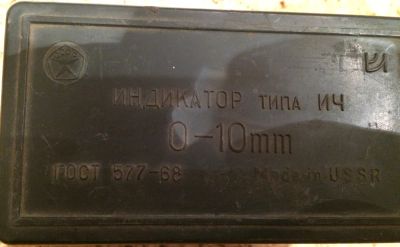 ИНДИКАТОР ТИПА ИЧ
0-10mm
ГОСТ 577-68 Made in USSR